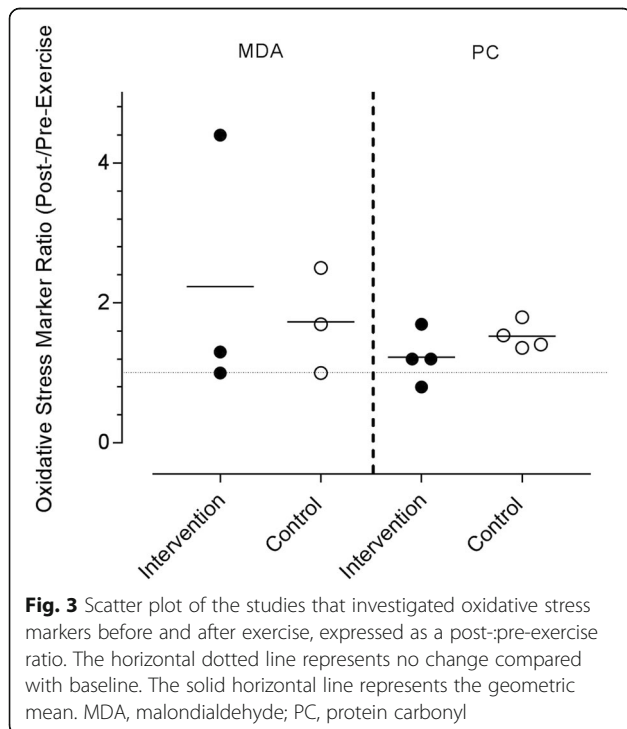 MDA PC
Oxidative Stress Marker Ratio (Post-/Pre-Exercise
4
2
0
Intervention
Control
Intervention
Control
Fig. 3 Scatter plot of the studies that investigated oxidative stress
markers before and after exercise, expressed as a post-:pre-exercise
ratio. The horizontal dotted line represents no change compared
with baseline. The solid horizontal line represents the geometric
mean. MDA, malondialdehyde; PC, protein carbonyl